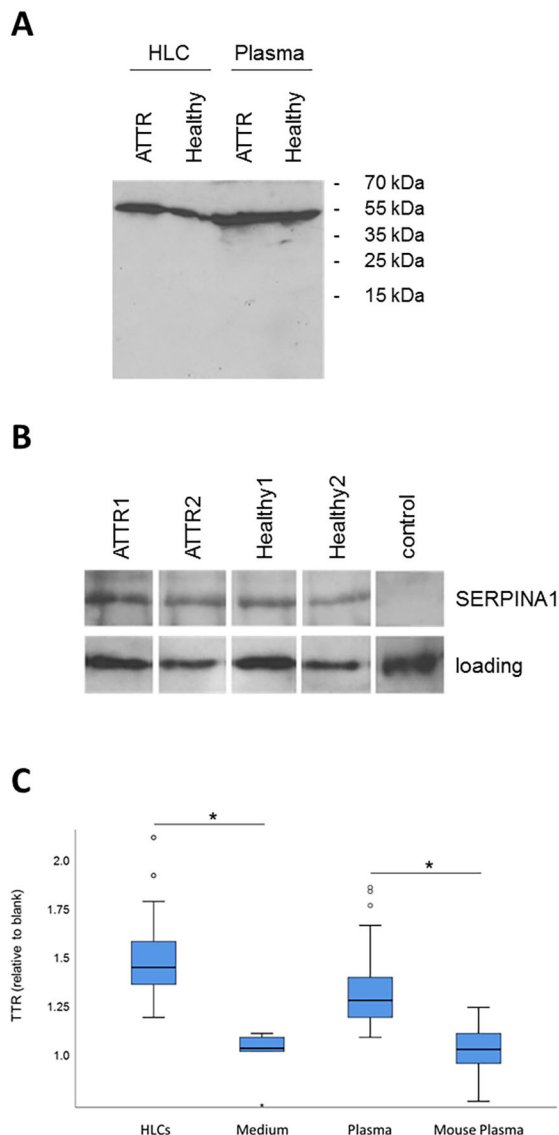 A
HLC Plasma
ATTR Healthy ATTR Healthy
- 70 kDa
- 55 kDa
- 35 kDa
- 25 kDa
- 15 kDa
B
ATTR1 ATTR2 Healthy1 Healthy2 control
SERPINA1
loading
C
* *
TTR (relative to blank)
2.0
1.75
1.5
1.25
1.0
HLCs Medium Plasma Mouse Plasma